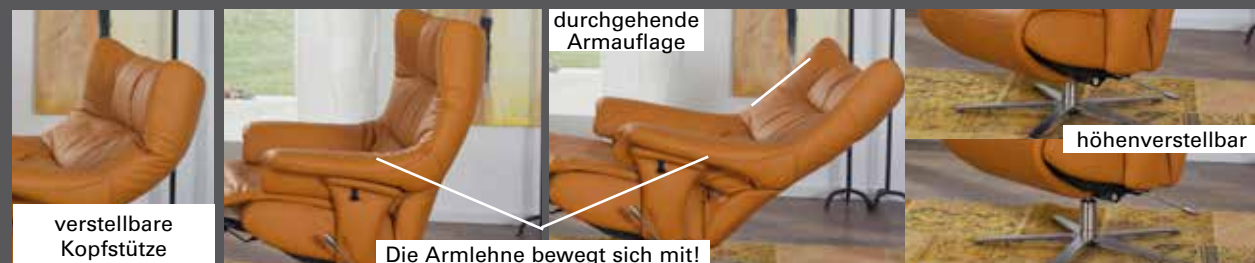 verstellbare
Kopfstütze
Die Armlehne bewegt sich mit!
durchgehende
Armauflage
höhenverstellbar